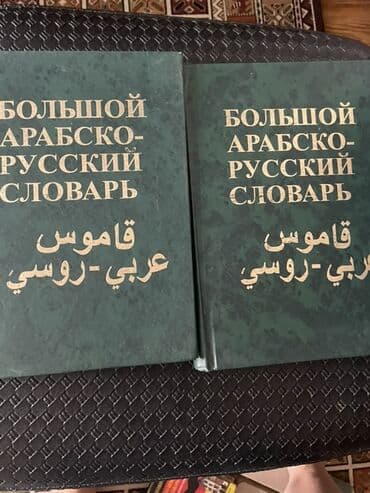 БОЛЬШОЙ
АРАБСКО-
РУССКИЙ
СЛОВАРЬ
قاموس
عربي - روسي
БОЛЬШОЙ
АРАБСКО-
РУССКИЙ
СЛОВАРЬ
قاموس
عربي - روسي